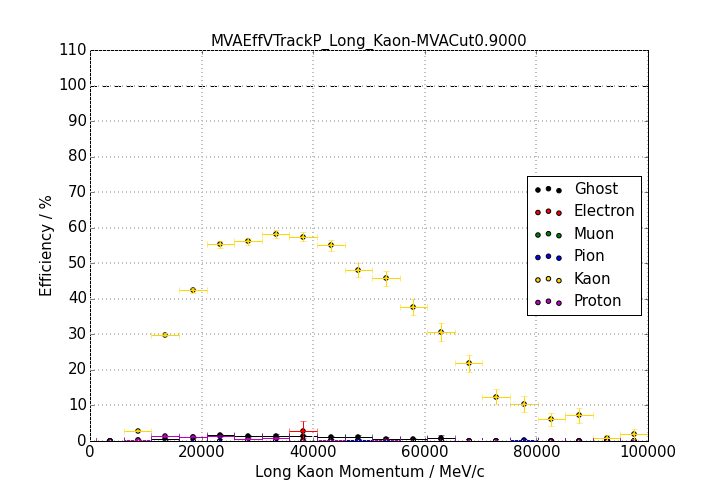 MVAEffVTrackP_Long_Kaon-MVACut0.9000
Efficiency / %
110
100
90
80
70
60
50
40
30
20
10
0
Ghost
Electron
Muon
Pion
Kaon
Proton
0 20000 40000 60000 80000 100000
Long Kaon Momentum / MeV/c